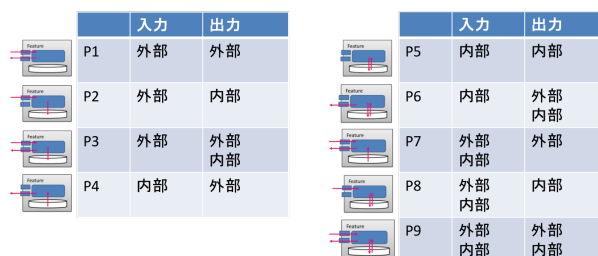 入力 出力
Feature P1 外部 外部
Feature P2 外部 内部
Feature P3 外部 外部
内部
Feature P4 内部 外部
入力 出力
Feature P5 内部 内部
Feature P6 内部 外部
内部
Feature P7 外部 外部
内部
Feature P8 外部 内部
内部
Feature P9 外部 外部
内部 内部